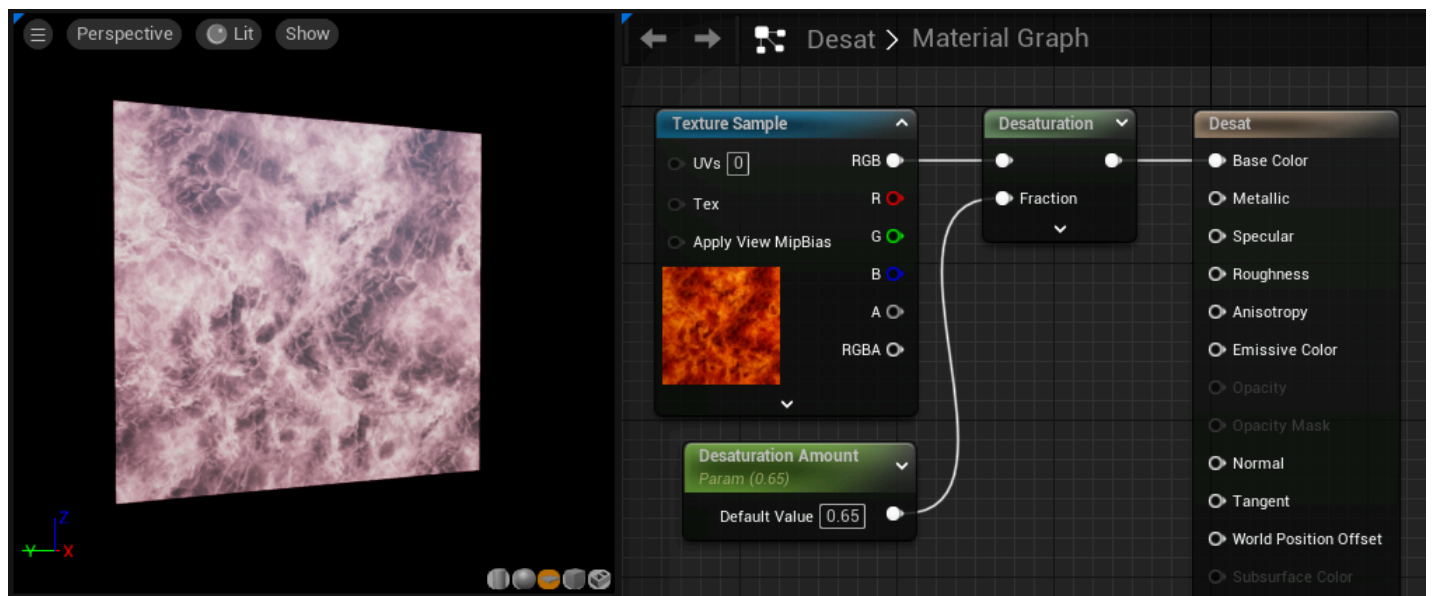 Perspective Lit Show
Desat > Material Graph
Texture Sample
UVs 0 RGB
Tex R
Apply View MipBias G
B
A
RGBA
Desaturation
Fraction
Desaturation Amount
Param (0.65)
Default Value 0.65
Desat
Base Color
Metallic
Specular
Roughness
Anisotropy
Emissive Color
Opacity
Opacity Mask
Normal
Tangent
World Position Offset
Subsurface Color
Z
Y X